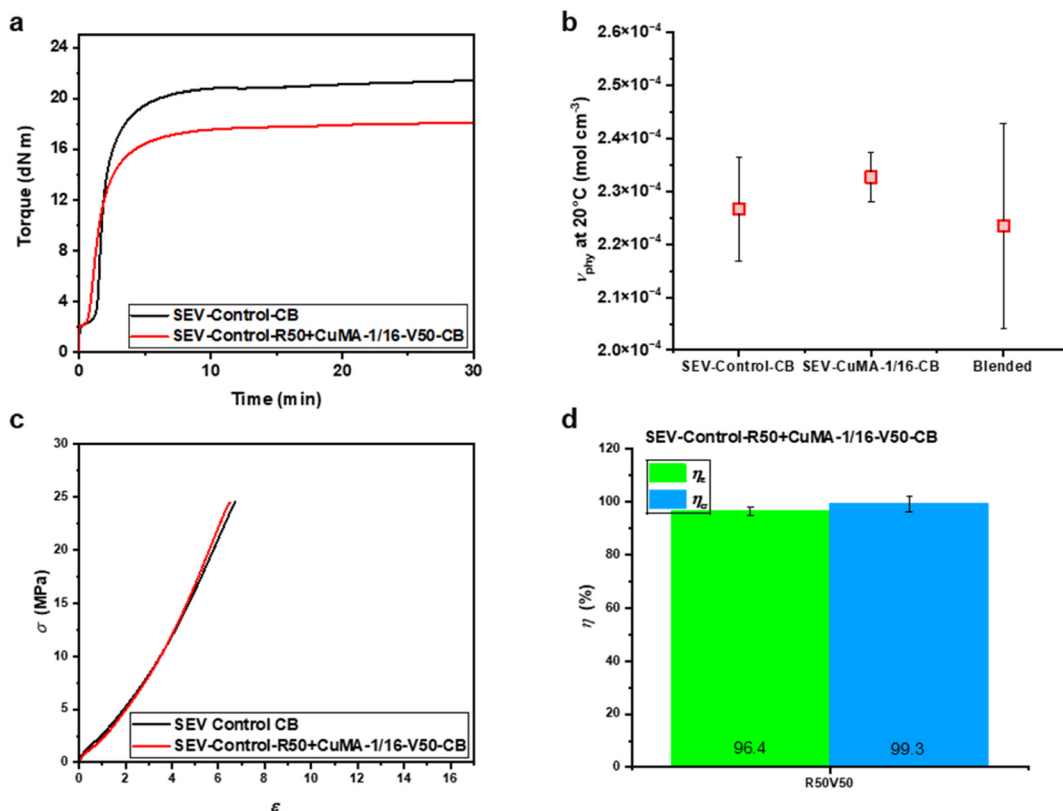 a
Torque (dN m)
24
20
16
12
8
4
0
SEV-Control-CB
SEV-Control-R50+CuMA-1/16-V50-CB
0
10
20
30
Time (min)
b
νphy at 20°C (mol cm⁻³)
2.6×10⁻⁴
2.4×10⁻⁴
2.3×10⁻⁴
2.2×10⁻⁴
2.1×10⁻⁴
2.0×10⁻⁴
SEV-Control-CB
SEV-CuMA-1/16-CB
Blended
c
σ (MPa)
35
30
25
20
15
10
5
0
SEV Control CB
SEV-Control-R50+CuMA-1/16-V50-CB
0
2
4
6
8
10
12
14
16
ε
d
SEV-Control-R50+CuMA-1/16-V50-CB
η (%)
120
100
80
60
40
20
0
ηε
ησ
96.4
99.3
R50V50